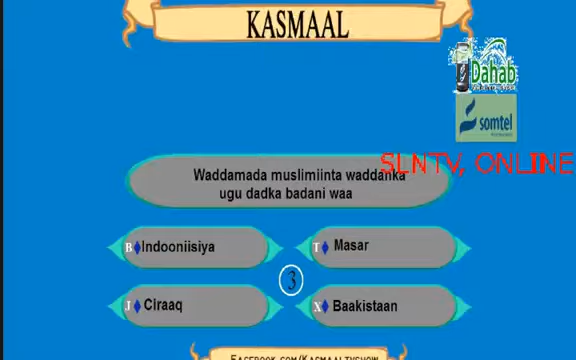 KASMAAL
Dahab
somtel
SLNTV, ONLINE
Waddamada muslimiinta waddanka
ugu dadka badani waa
B Indooniisiya
T Masar
3
J Ciraaq
X Baakistaan
FACEBOOK.COM/KASMAALTVSHOW